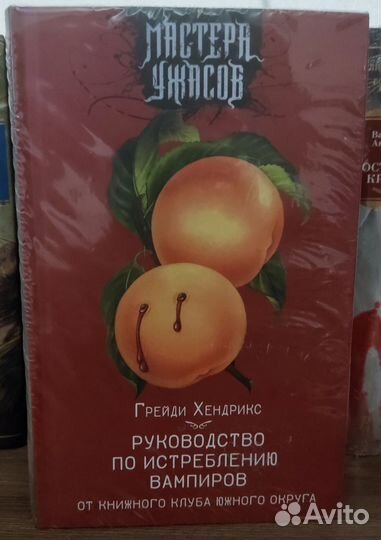 МАСТЕРА
УЖАСОВ
Грейди Хендрикс
РУКОВОДСТВО
ПО ИСТРЕБЛЕНИЮ
ВАМПИРОВ
ОТ КНИЖНОГО КЛУБА ЮЖНОГО ОКРУГА
Avito